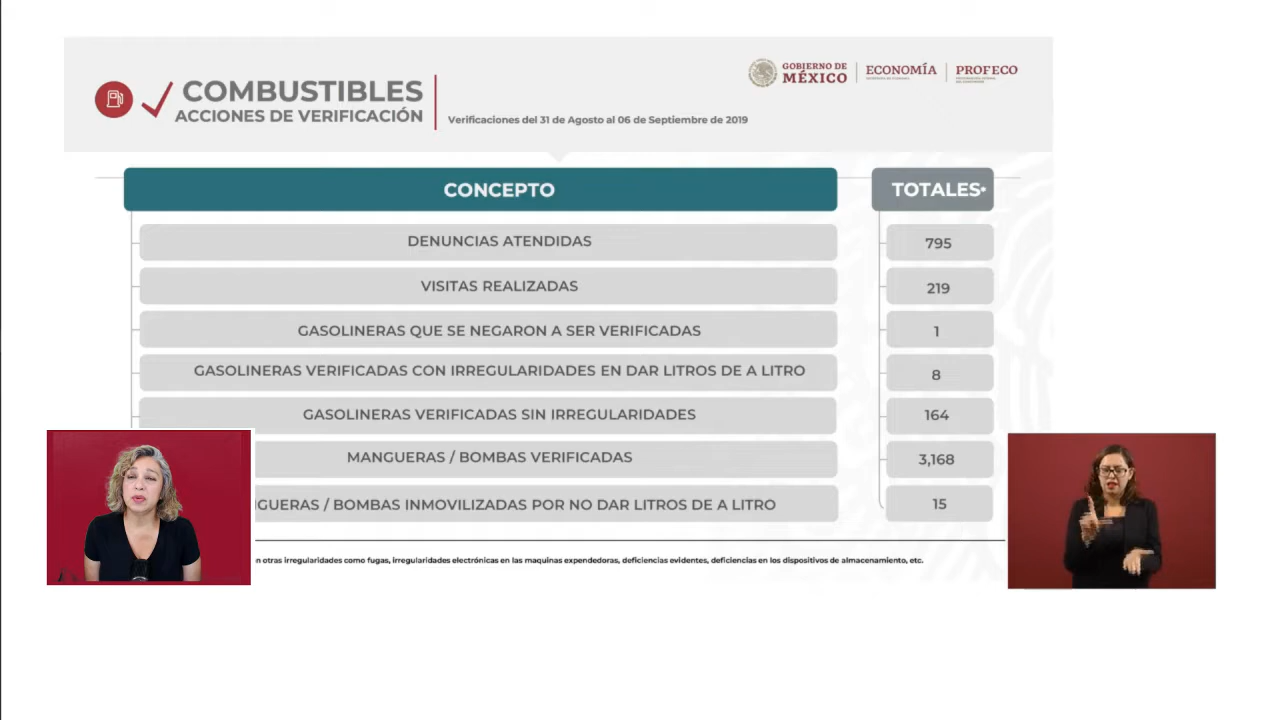 COMBUSTIBLES
ACCIONES DE VERIFICACIÓN
Verificaciones del 31 de Agosto al 06 de Septiembre de 2019
GOBIERNO DE
MÉXICO
ECONOMÍA
PROFECO
CONCEPTO
TOTALES*
DENUNCIAS ATENDIDAS
795
VISITAS REALIZADAS
219
GASOLINERAS QUE SE NEGARON A SER VERIFICADAS
1
GASOLINERAS VERIFICADAS CON IRREGULARIDADES EN DAR LITROS DE A LITRO
8
GASOLINERAS VERIFICADAS SIN IRREGULARIDADES
164
MANGUERAS / BOMBAS VERIFICADAS
3,168
GUERAS / BOMBAS INMOVILIZADAS POR NO DAR LITROS DE A LITRO
15
n otras irregularidades como fugas, irregularidades electrónicas en las maquinas expendedoras, deficiencias evidentes, deficiencias en los dispositivos de almacenamiento, etc.